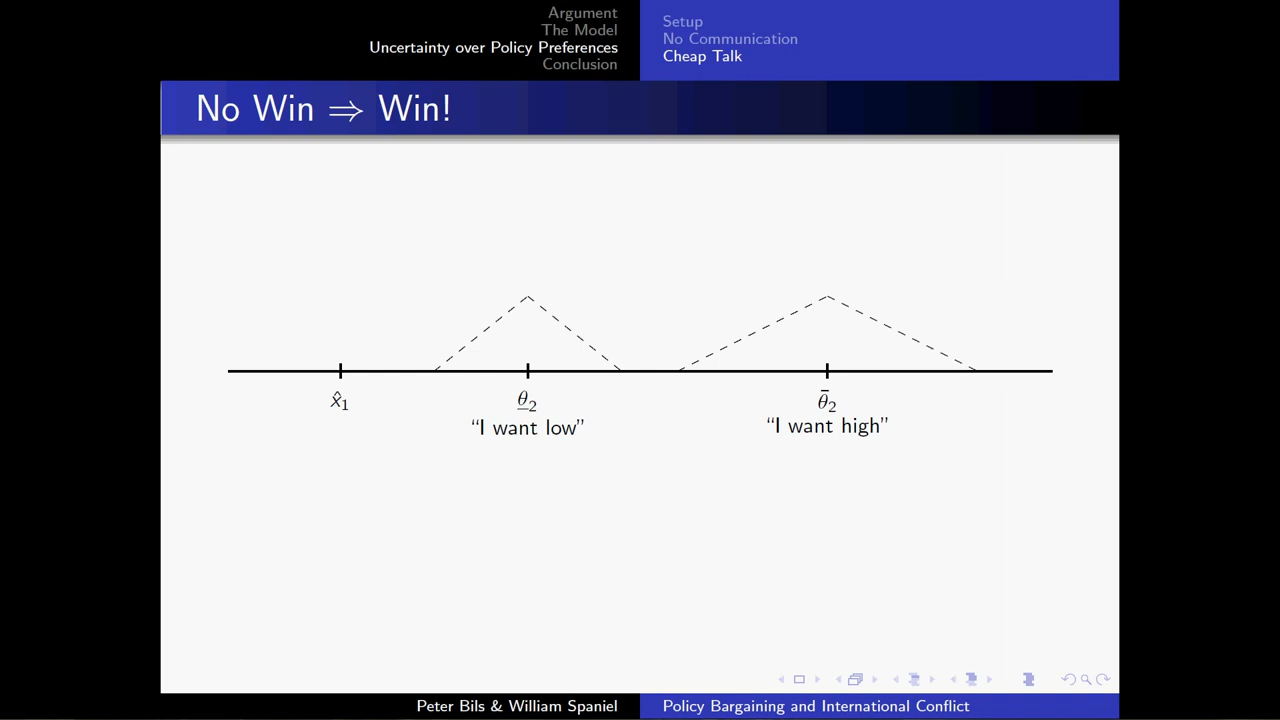 Argument
The Model
Uncertainty over Policy Preferences
Conclusion
Setup
No Communication
Cheap Talk
No Win ⇒ Win!
x̂₁
θ̲₂
θ̄₂
“I want low”
“I want high”
Peter Bils & William Spaniel
Policy Bargaining and International Conflict